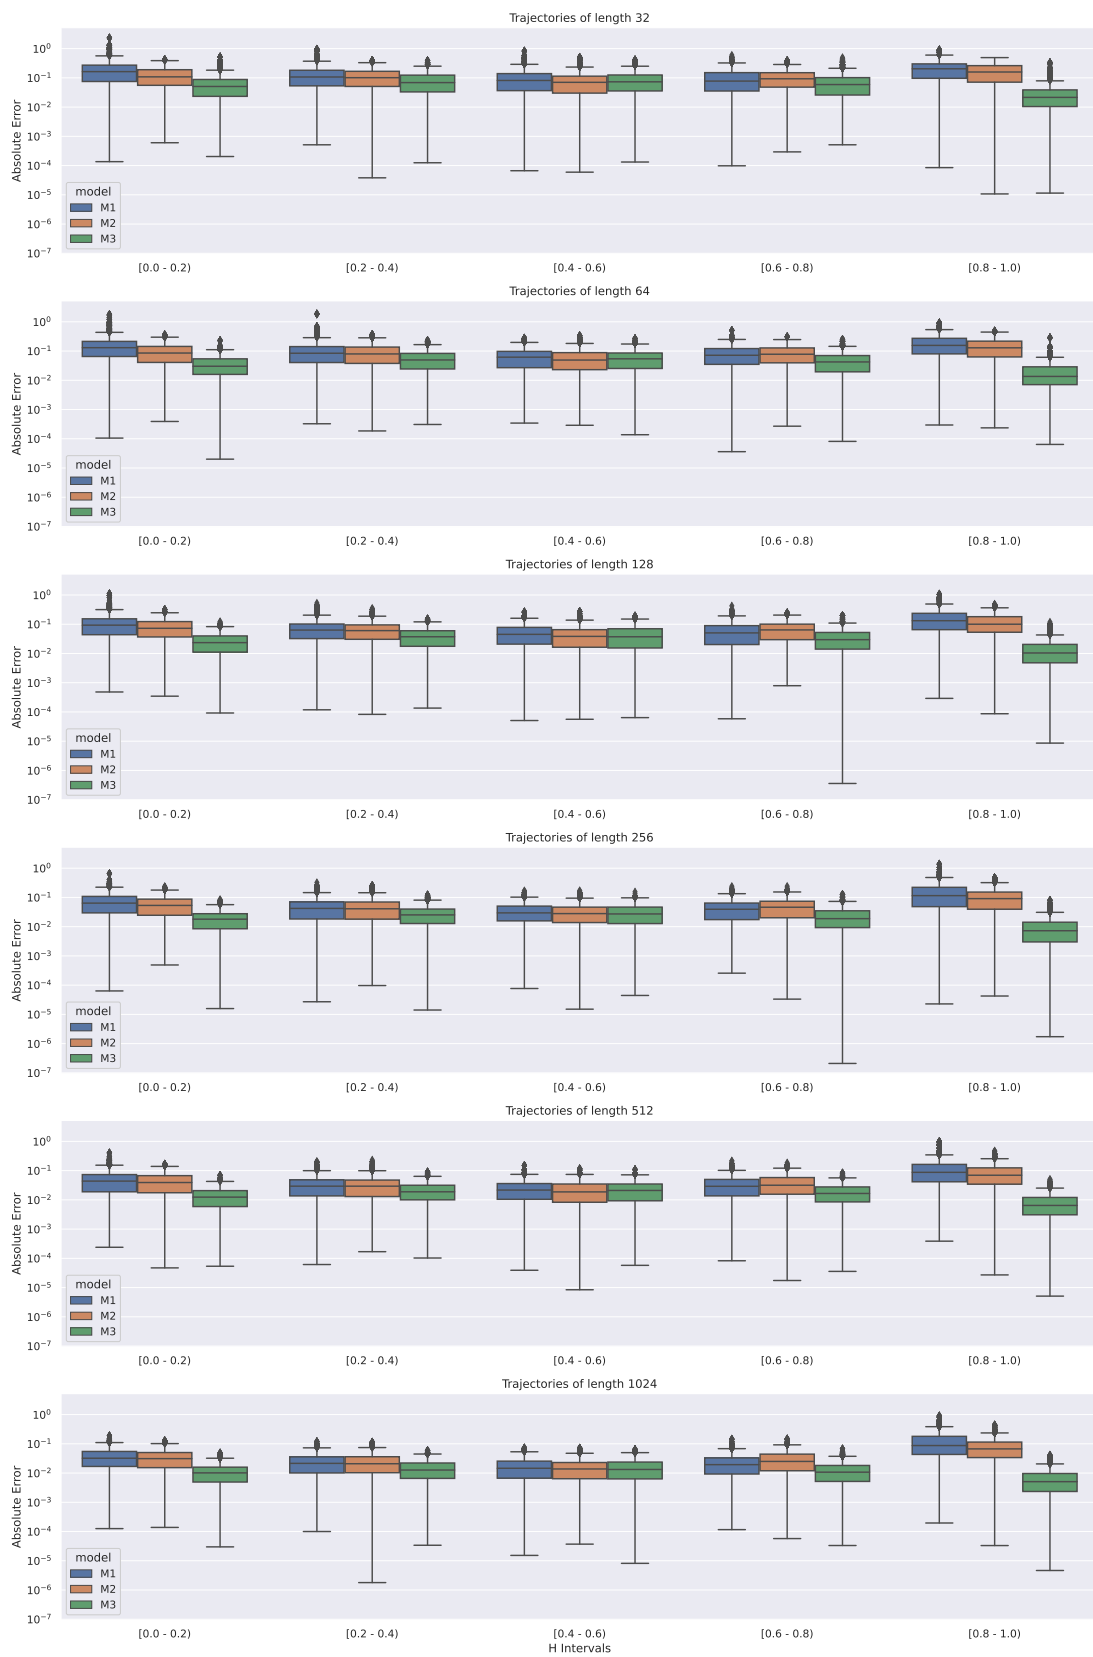 Trajectories of length 32
Absolute Error
10⁰
10⁻¹
10⁻²
10⁻³
10⁻⁴
10⁻⁵
10⁻⁶
10⁻⁷
model
M1
M2
M3
[0.0 - 0.2) [0.2 - 0.4) [0.4 - 0.6) [0.6 - 0.8) [0.8 - 1.0)
Trajectories of length 64
Absolute Error
10⁰
10⁻¹
10⁻²
10⁻³
10⁻⁴
10⁻⁵
10⁻⁶
10⁻⁷
model
M1
M2
M3
[0.0 - 0.2) [0.2 - 0.4) [0.4 - 0.6) [0.6 - 0.8) [0.8 - 1.0)
Trajectories of length 128
Absolute Error
10⁰
10⁻¹
10⁻²
10⁻³
10⁻⁴
10⁻⁵
10⁻⁶
10⁻⁷
model
M1
M2
M3
[0.0 - 0.2) [0.2 - 0.4) [0.4 - 0.6) [0.6 - 0.8) [0.8 - 1.0)
Trajectories of length 256
Absolute Error
10⁰
10⁻¹
10⁻²
10⁻³
10⁻⁴
10⁻⁵
10⁻⁶
10⁻⁷
model
M1
M2
M3
[0.0 - 0.2) [0.2 - 0.4) [0.4 - 0.6) [0.6 - 0.8) [0.8 - 1.0)
Trajectories of length 512
Absolute Error
10⁰
10⁻¹
10⁻²
10⁻³
10⁻⁴
10⁻⁵
10⁻⁶
10⁻⁷
model
M1
M2
M3
[0.0 - 0.2) [0.2 - 0.4) [0.4 - 0.6) [0.6 - 0.8) [0.8 - 1.0)
Trajectories of length 1024
Absolute Error
10⁰
10⁻¹
10⁻²
10⁻³
10⁻⁴
10⁻⁵
10⁻⁶
10⁻⁷
model
M1
M2
M3
[0.0 - 0.2) [0.2 - 0.4) [0.4 - 0.6) [0.6 - 0.8) [0.8 - 1.0)
H Intervals